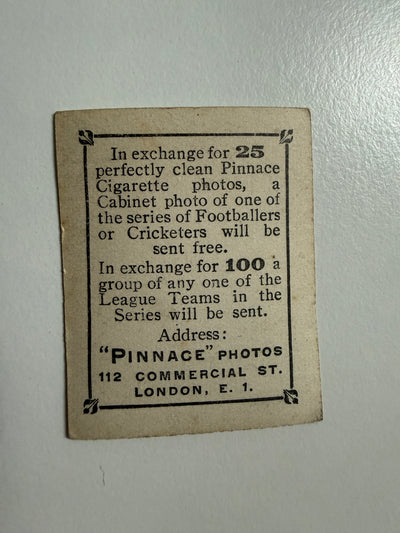 In exchange for 25
perfectly clean Pinnace
Cigarette photos, a
Cabinet photo of one of
the series of Footballers
or Cricketers will be
sent free.
In exchange for 100 a
group of any one of the
League Teams in the
Series will be sent.
Address:
"PINNACE" PHOTOS
112 COMMERCIAL ST.
LONDON, E. 1.